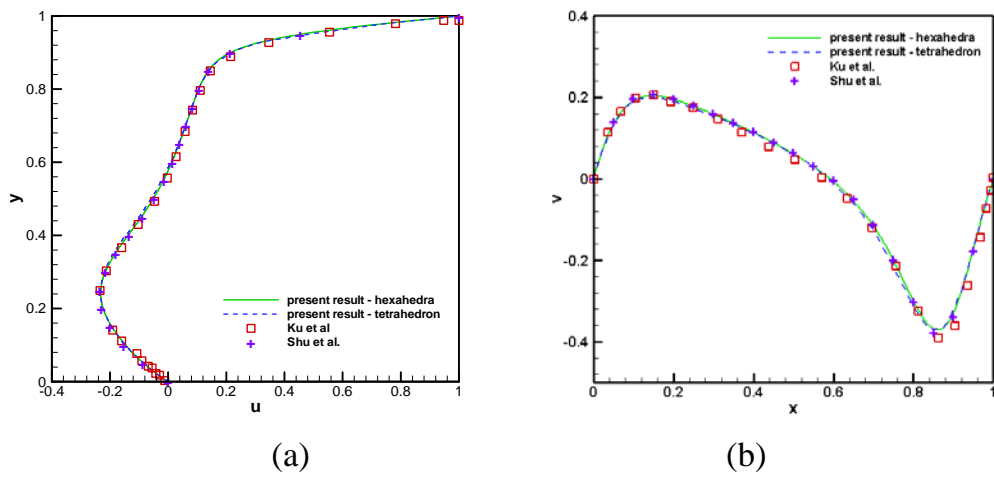 1
0.8
0.6
0.4
0.2
0
y
-0.4
-0.2
0
0.2
0.4
0.6
0.8
1
u
present result - hexahedra
present result - tetrahedron
Ku et al
Shu et al.
(a)
0.4
0.2
0.0
-0.2
-0.4
v
0
0.2
0.4
0.6
0.8
1
x
present result - hexahedra
present result - tetrahedron
Ku et al.
Shu et al.
(b)